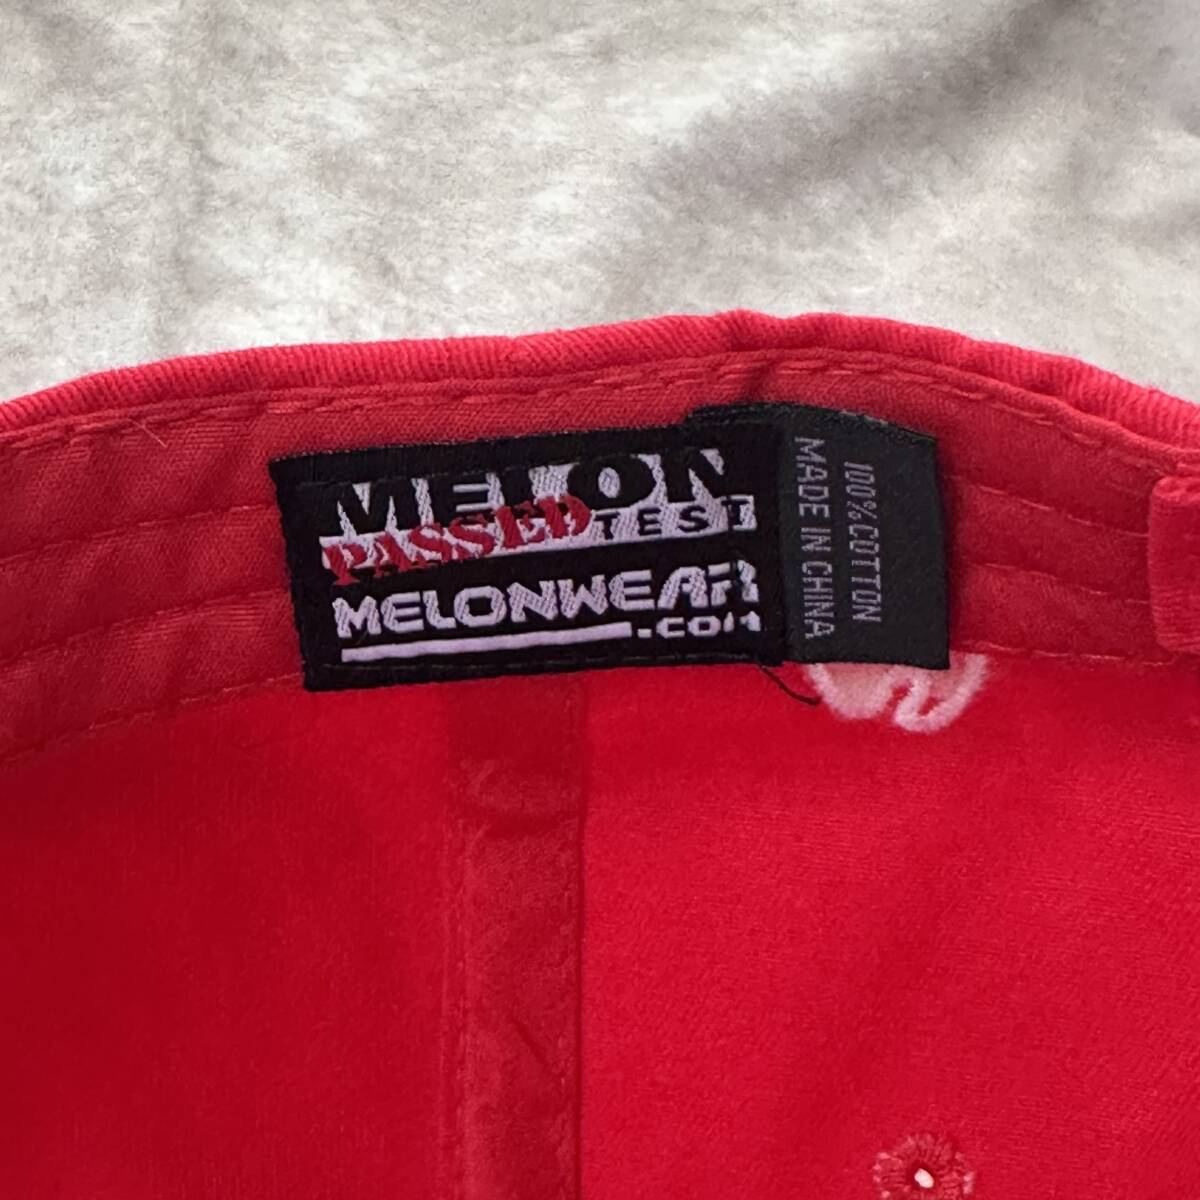 MELON
PASSED TEST
MELONWEAR
.com
100% COTTON
MADE IN CHINA